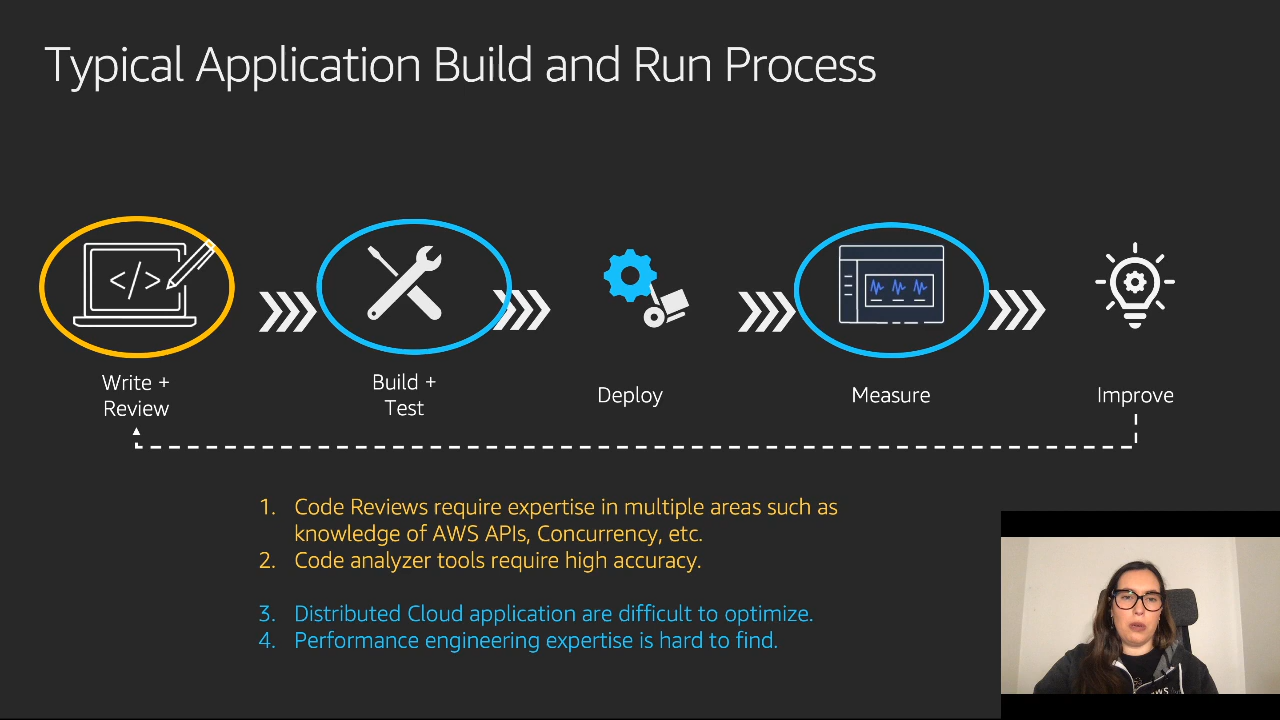 Typical Application Build and Run Process
</>
Write +
Review
Build +
Test
Deploy
Measure
Improve
1. Code Reviews require expertise in multiple areas such as
knowledge of AWS APIs, Concurrency, etc.
2. Code analyzer tools require high accuracy.
3. Distributed Cloud application are difficult to optimize.
4. Performance engineering expertise is hard to find.